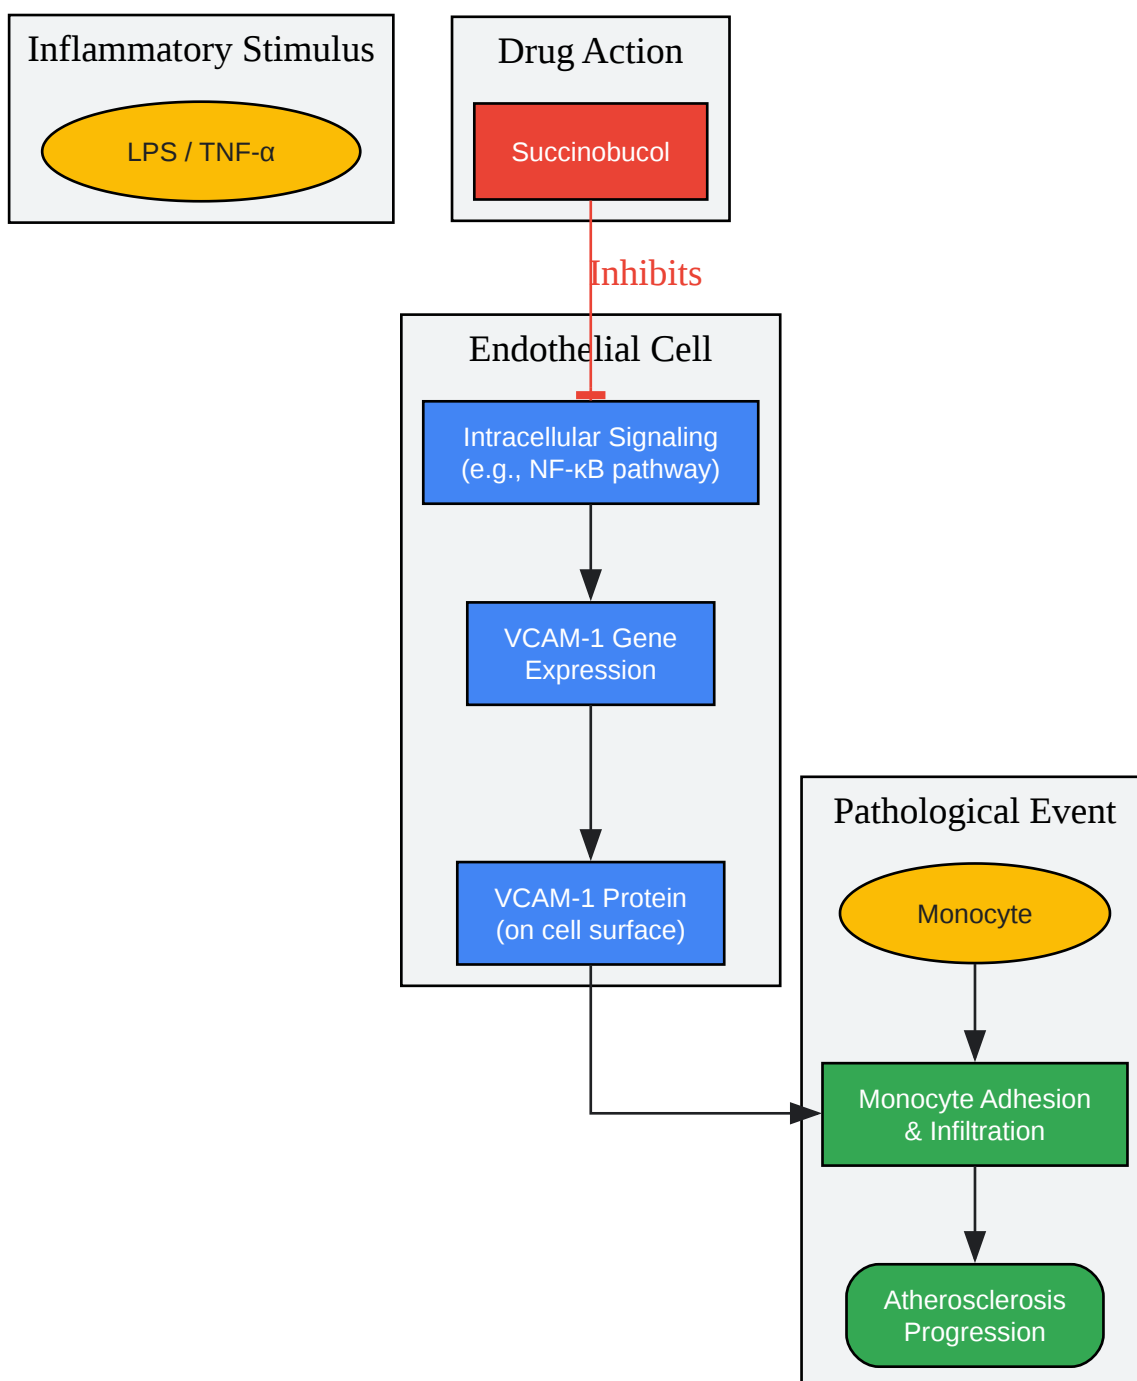 Inflammatory Stimulus
LPS / TNF-α
Drug Action
Succinobucol
Inhibits
Endothelial Cell
Intracellular Signaling
(e.g., NF-κB pathway)
VCAM-1 Gene
Expression
VCAM-1 Protein
(on cell surface)
Pathological Event
Monocyte
Monocyte Adhesion
& Infiltration
Atherosclerosis
Progression